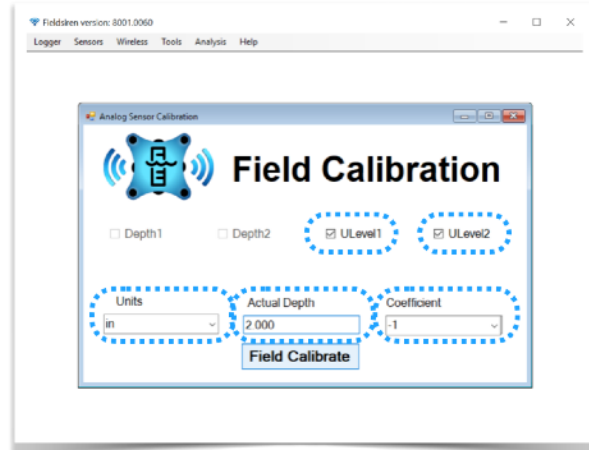 Fieldsiren version: 8001.0060
Logger Sensors Wireless Tools Analysis Help
Analog Sensor Calibration
Field Calibration
Depth1 Depth2 ULevel1 ULevel2
Units Actual Depth Coefficient
in 2.000 -1
Field Calibrate